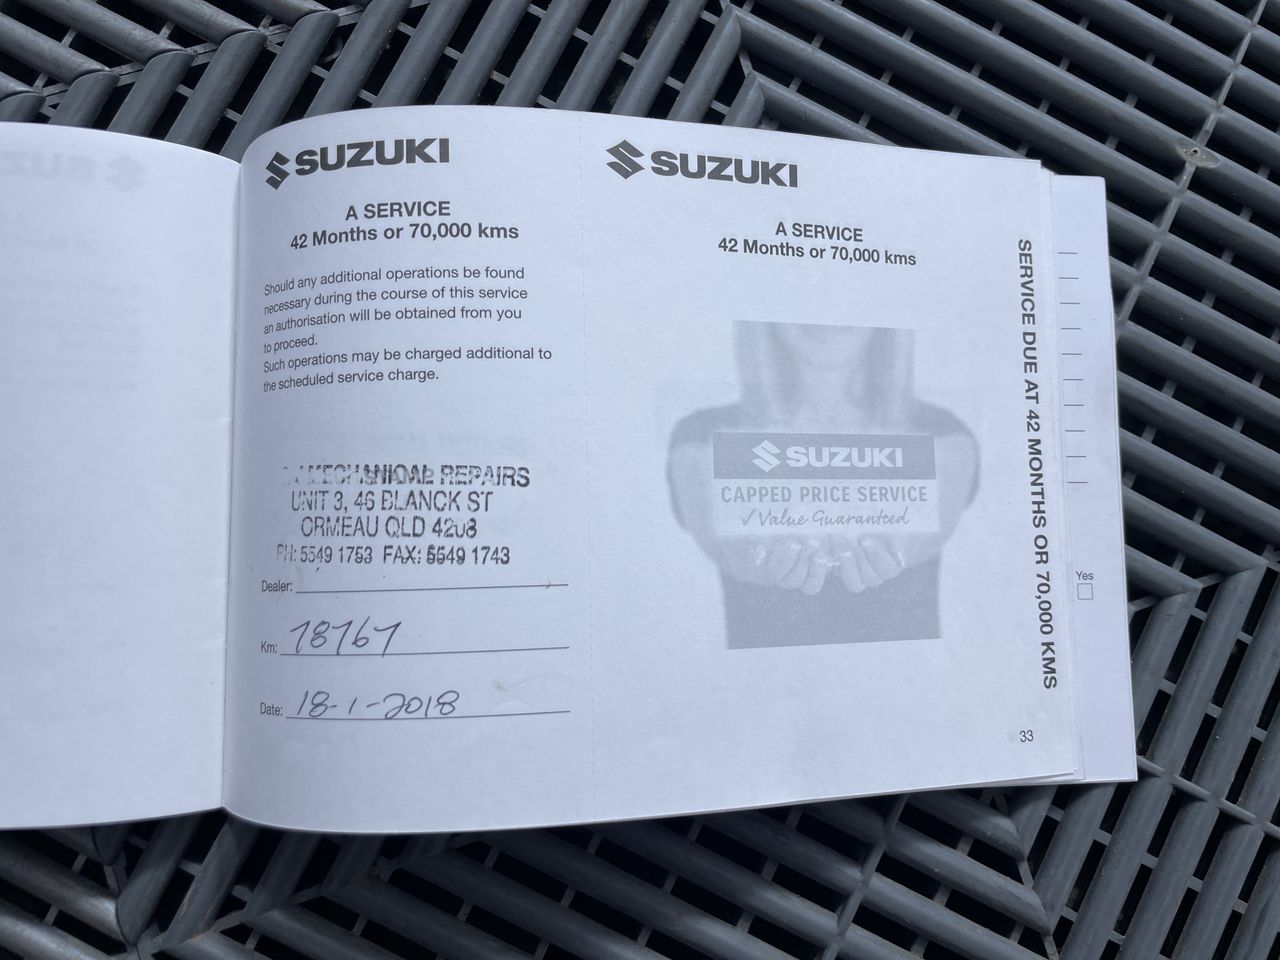 SUZUKI
A SERVICE
42 Months or 70,000 kms
Should any additional operations be found
necessary during the course of this service
an authorisation will be obtained from you
to proceed.
Such operations may be charged additional to
the scheduled service charge.
MECHANICAL REPAIRS
UNIT 3, 46 BLANCK ST
ORMEAU QLD 4208
PH: 5549 1753 FAX: 5549 1743
Dealer:
Km: 78767
Date: 18-1-2018
SUZUKI
A SERVICE
42 Months or 70,000 kms
SUZUKI
CAPPED PRICE SERVICE
✓ Value Guaranteed
SERVICE DUE AT 42 MONTHS OR 70,000 KMS
33
Yes